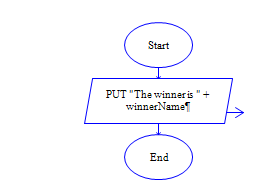 Start
PUT "The winner is " +
winnerName¶
End